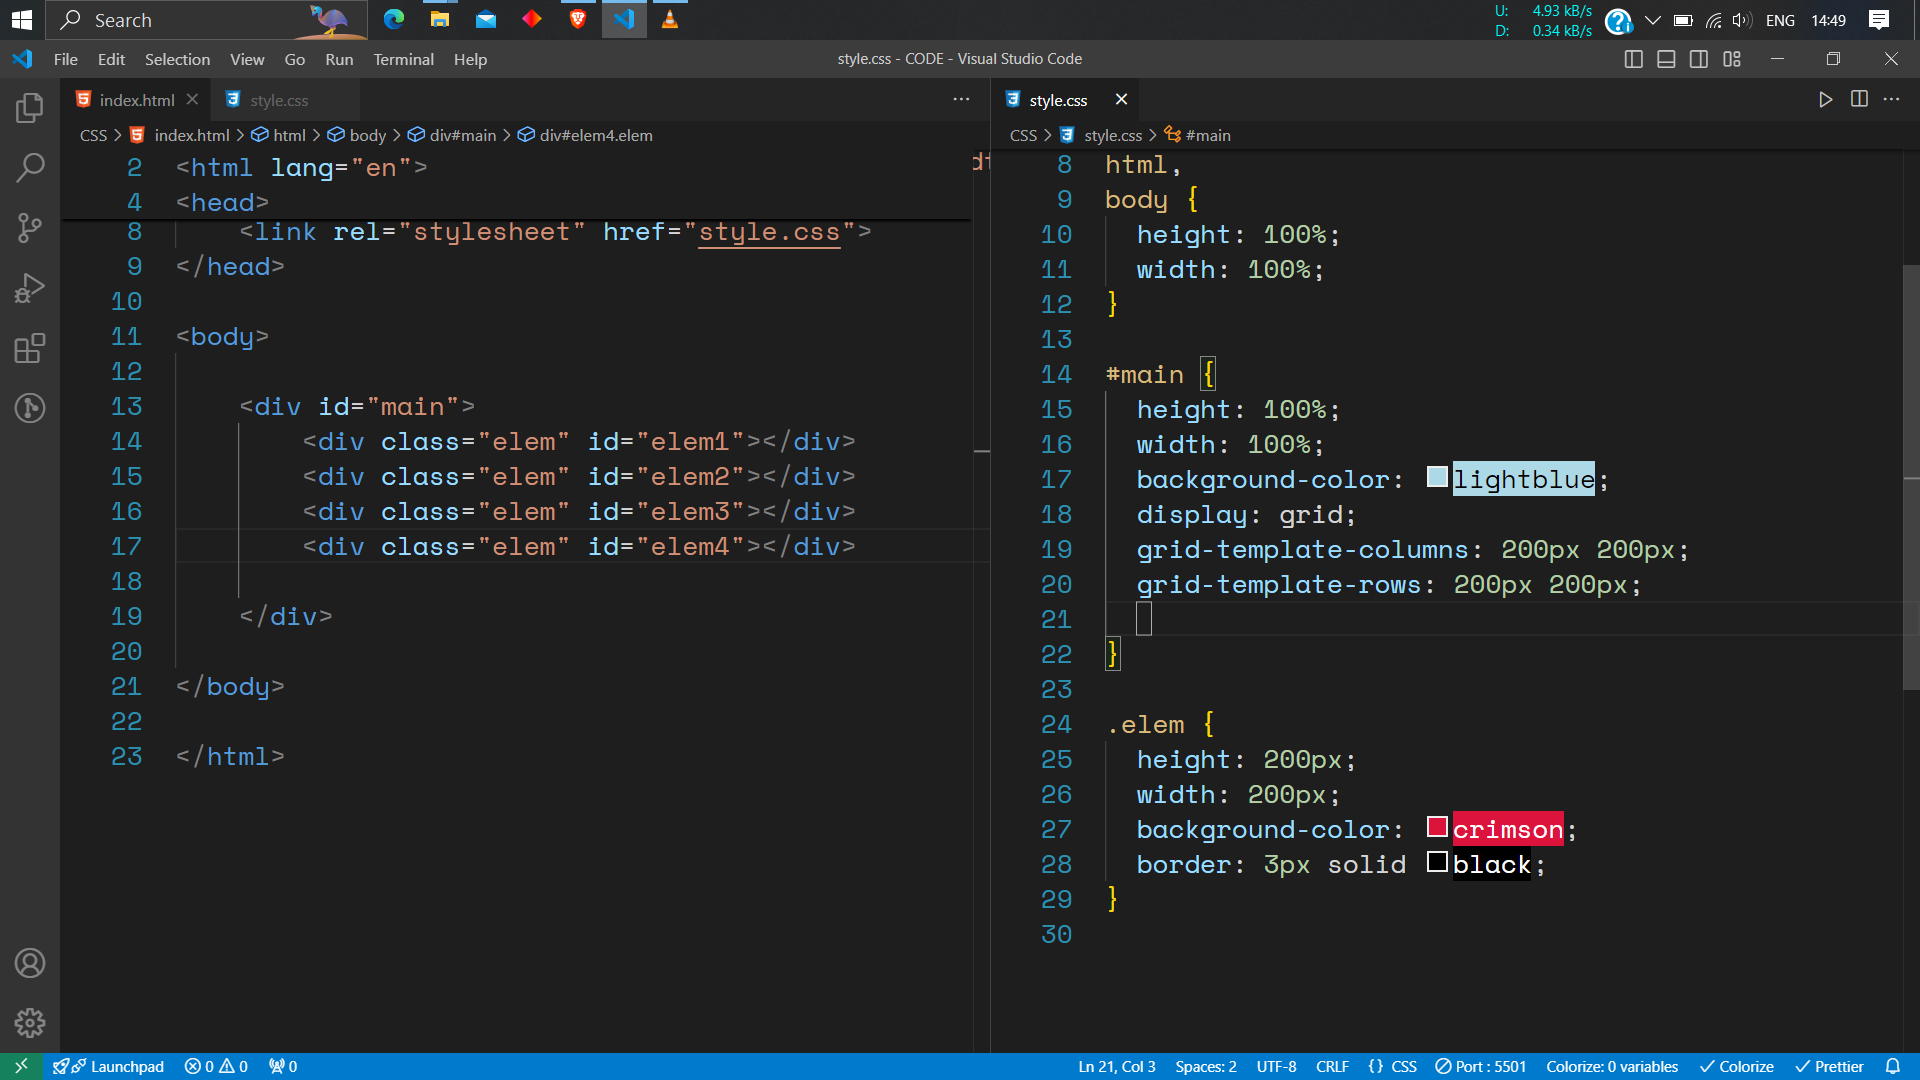 Search
U: 4.93 kB/s
D: 0.34 kB/s
ENG 14:49
File Edit Selection View Go Run Terminal Help
style.css - CODE - Visual Studio Code
index.html style.css
CSS > index.html > html > body > div#main > div#elem4.elem
2 <html lang="en">
4 <head>
8 <link rel="stylesheet" href="style.css">
9 </head>
10
11 <body>
12
13 <div id="main">
14 <div class="elem" id="elem1"></div>
15 <div class="elem" id="elem2"></div>
16 <div class="elem" id="elem3"></div>
17 <div class="elem" id="elem4"></div>
18
19 </div>
20
21 </body>
22
23 </html>
style.css
CSS > style.css > #main
8 html,
9 body {
10 height: 100%;
11 width: 100%;
12 }
13
14 #main {
15 height: 100%;
16 width: 100%;
17 background-color: lightblue;
18 display: grid;
19 grid-template-columns: 200px 200px;
20 grid-template-rows: 200px 200px;
21
22 }
23
24 .elem {
25 height: 200px;
26 width: 200px;
27 background-color: crimson;
28 border: 3px solid black;
29 }
30
Launchpad 0 0 0 Ln 21, Col 3 Spaces: 2 UTF-8 CRLF {} CSS Port : 5501 Colorize: 0 variables Colorize Prettier